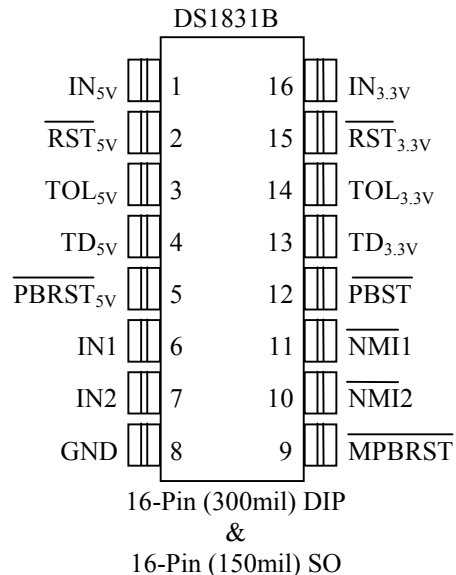 DS1831B
IN5V 1 16 IN3.3V
RST5V 2 15 RST3.3V
TOL5V 3 14 TOL3.3V
TD5V 4 13 TD3.3V
PBRST5V 5 12 PBST
IN1 6 11 NMI1
IN2 7 10 NMI2
GND 8 9 MPBRST
16-Pin (300mil) DIP
&
16-Pin (150mil) SO